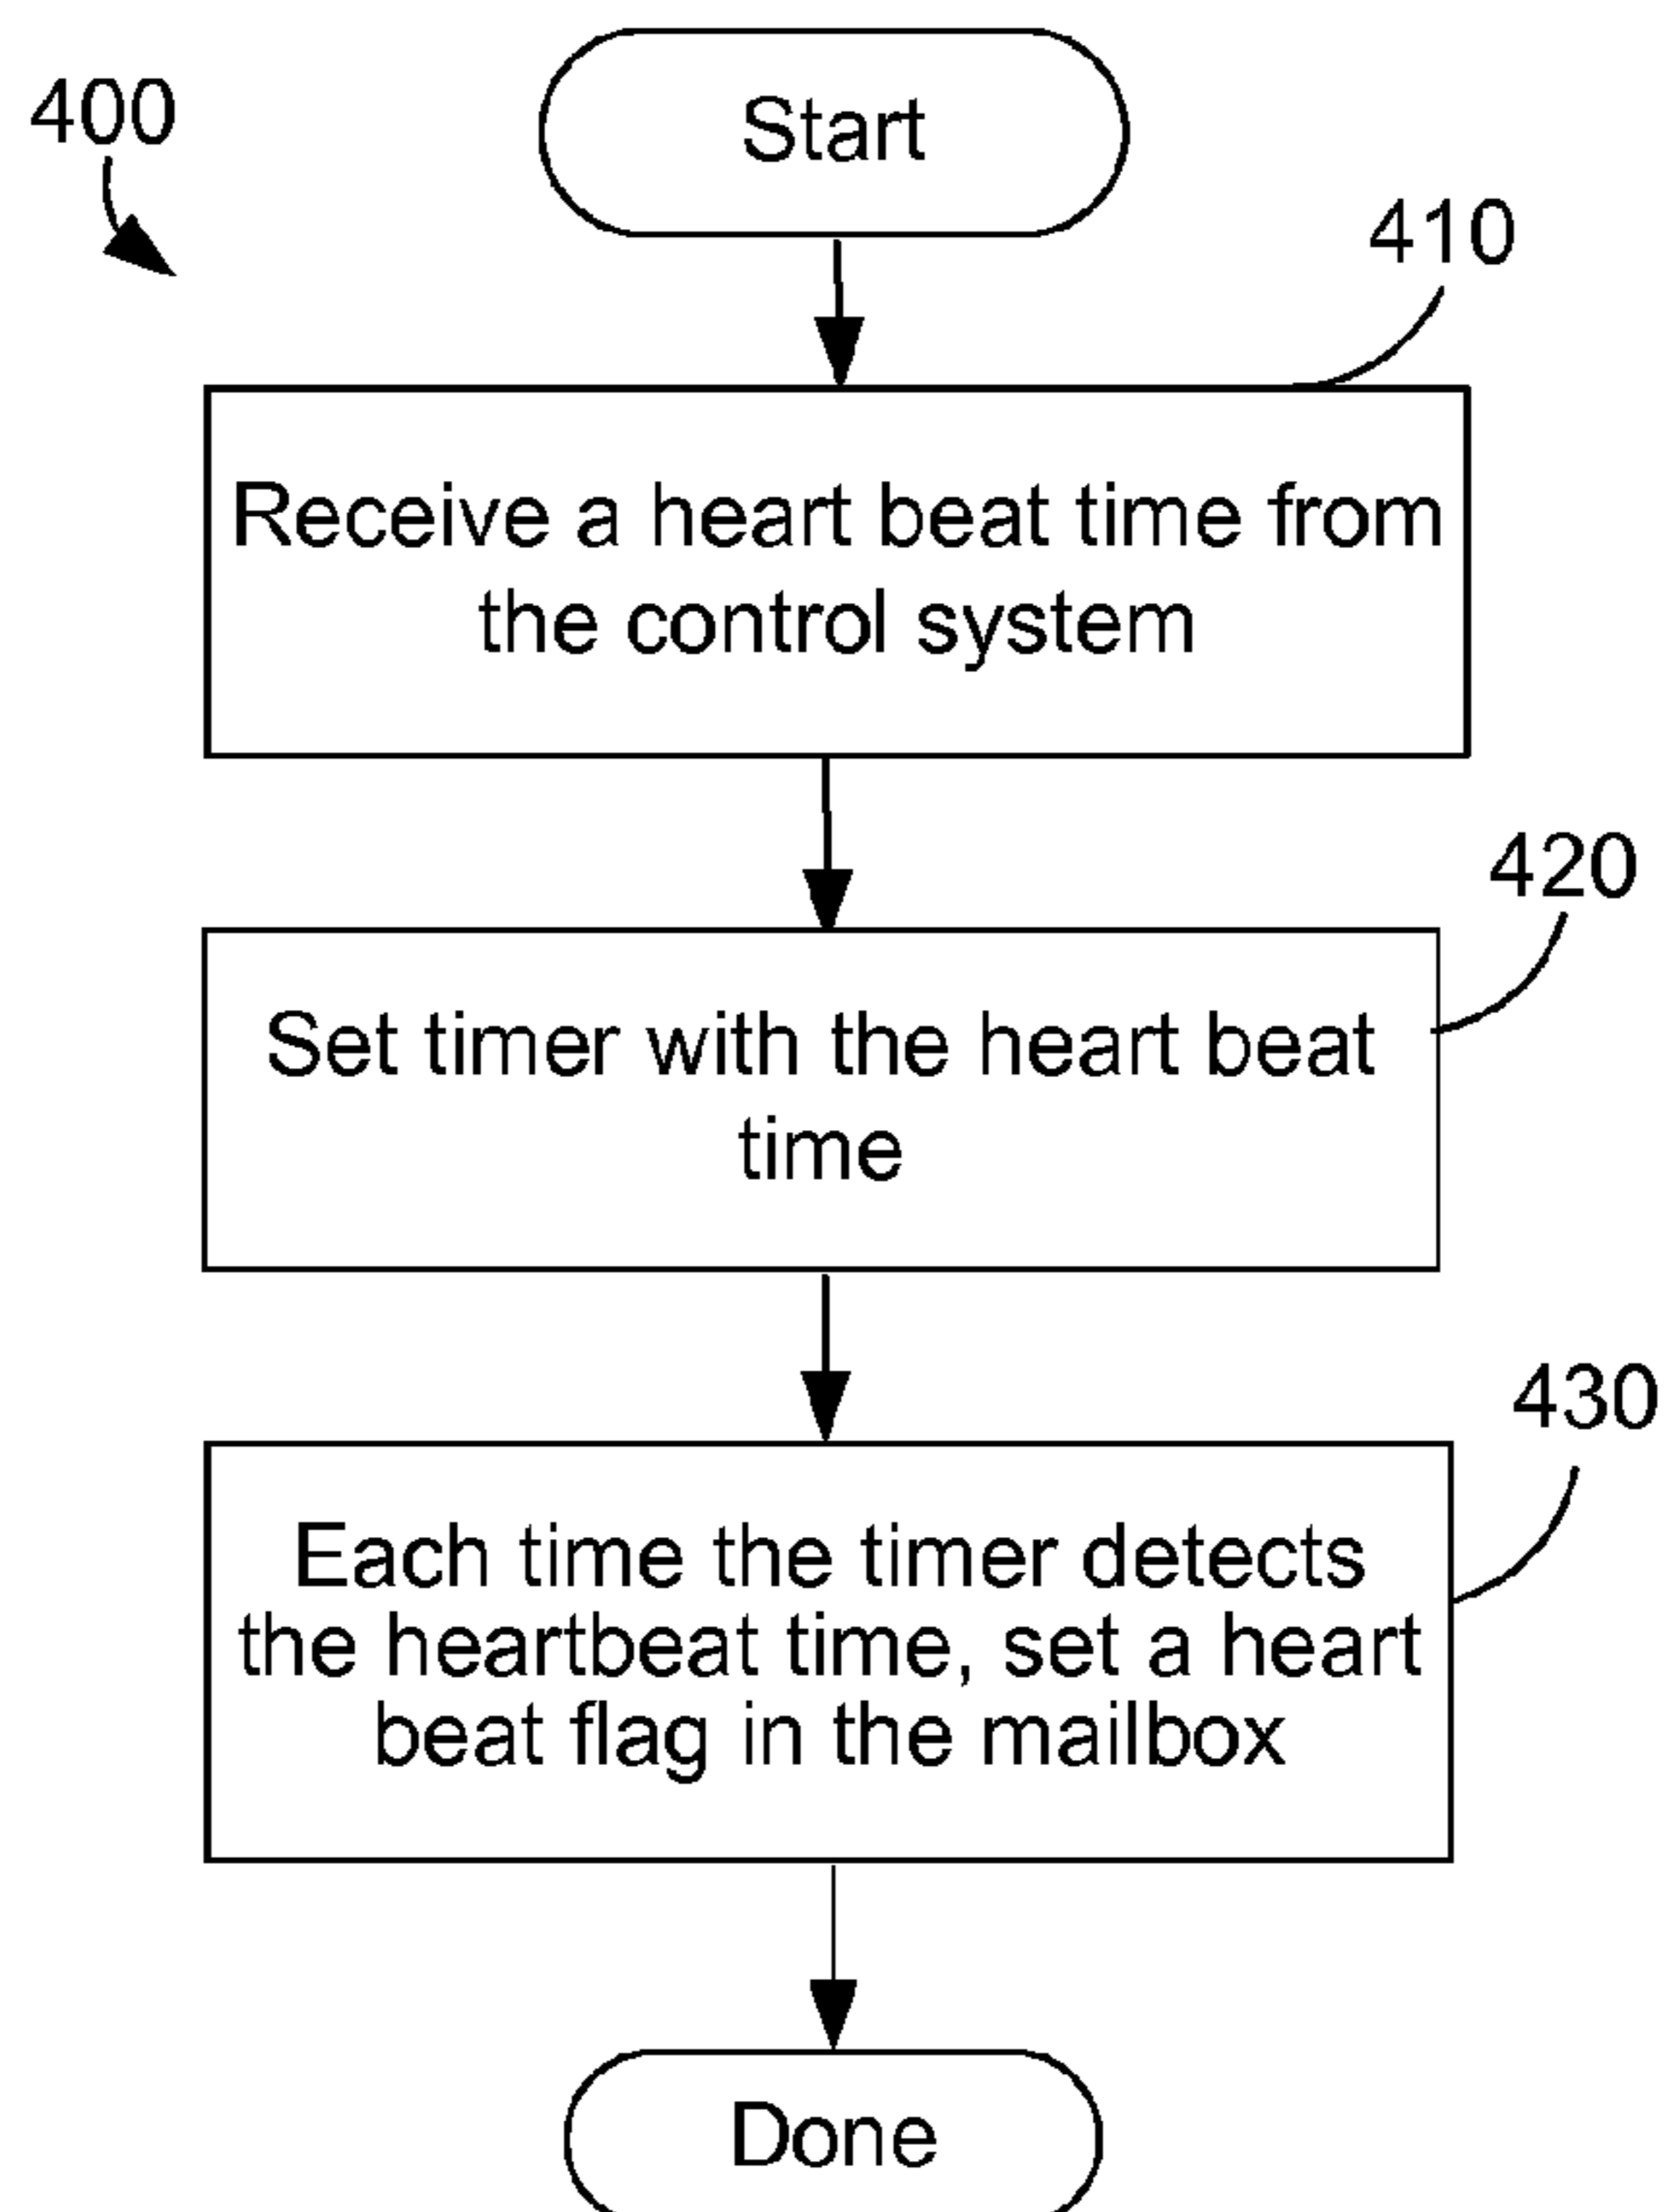 400
Start
410
Receive a heart beat time from
the control system
420
Set timer with the heart beat
time
430
Each time the timer detects
the heartbeat time, set a heart
beat flag in the mailbox
Done